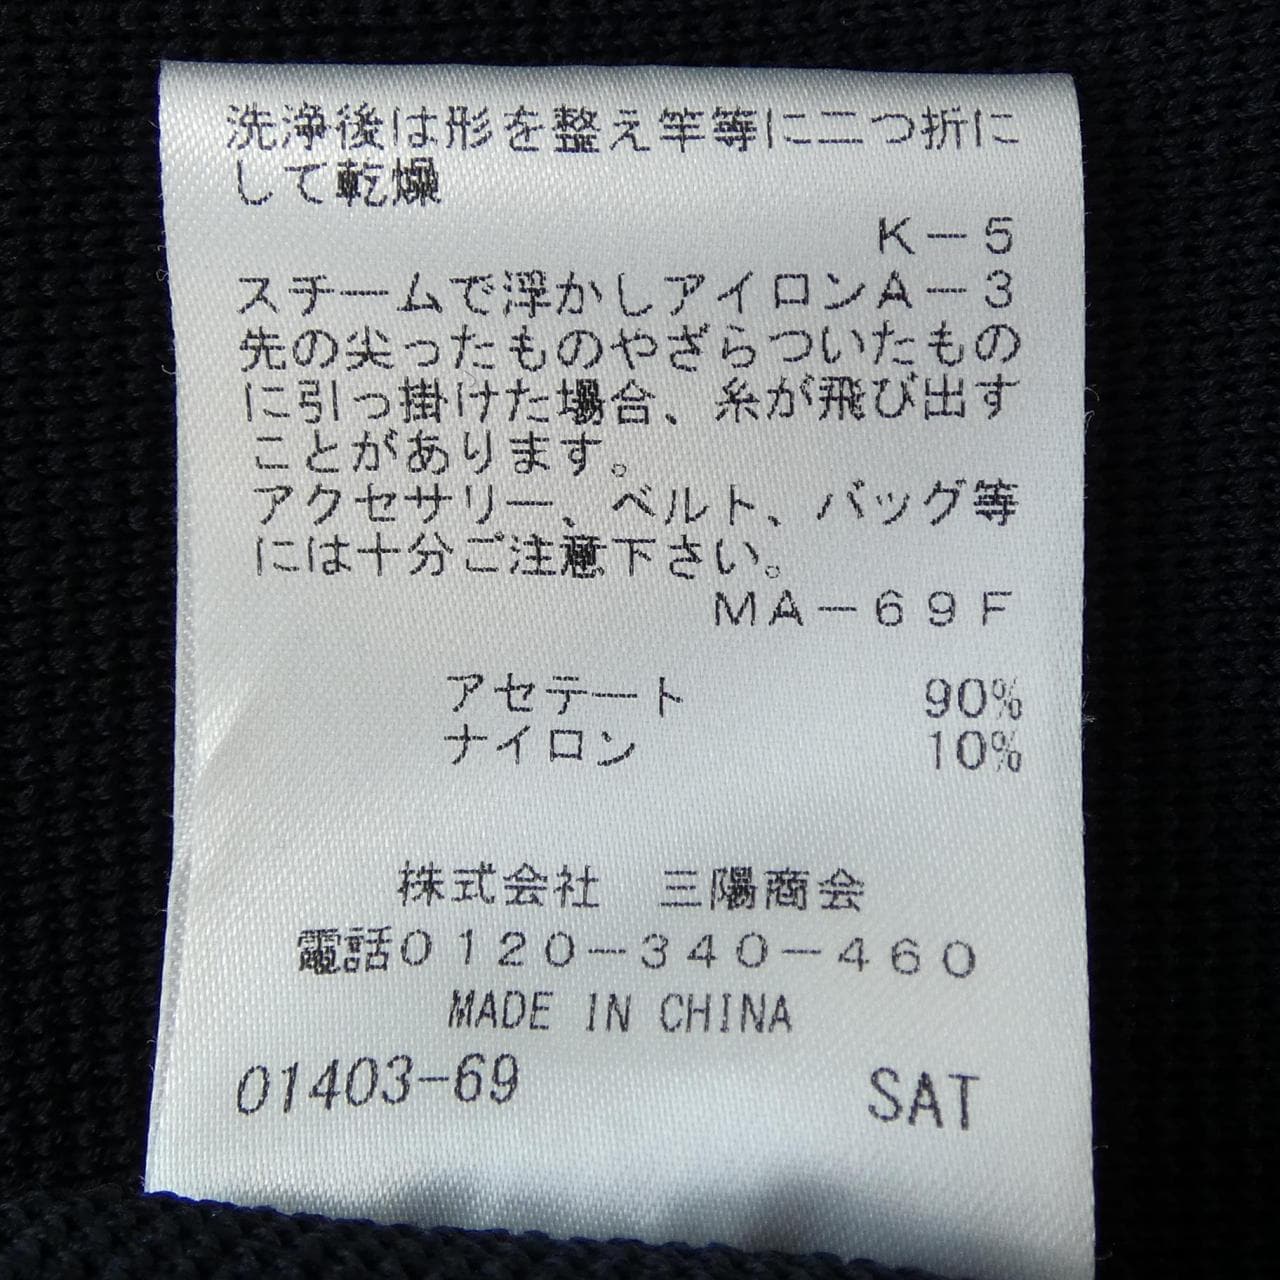 洗浄後は形を整え竿等に二つ折に
して乾燥
K-5
スチームで浮かしアイロンA-3
先の尖ったものやざらついたもの
に引っ掛けた場合、糸が飛び出す
ことがあります。
アクセサリー、ベルト、バッグ等
には十分ご注意下さい。
MA-69F
アセテート 90%
ナイロン 10%
株式会社 三陽商会
電話0120-340-460
MADE IN CHINA
01403-69 SAT